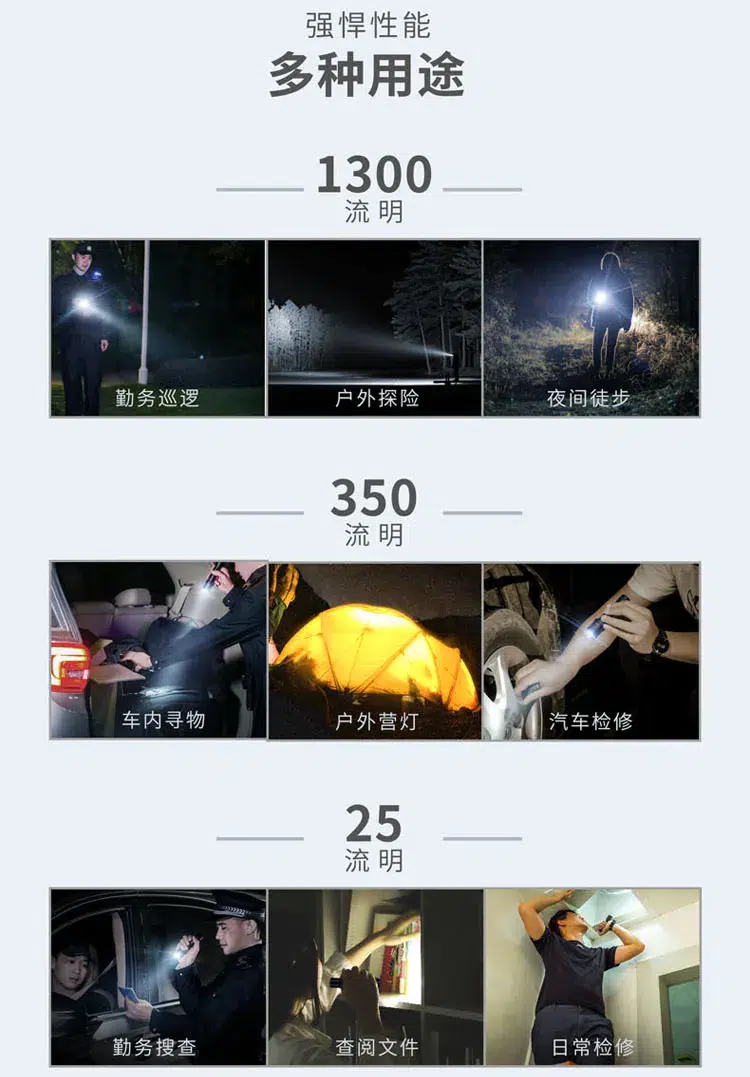 强悍性能
多种用途
1300
流明
勤务巡逻
户外探险
夜间徒步
350
流明
车内寻物
户外营灯
汽车检修
25
流明
勤务搜查
查阅文件
日常检修